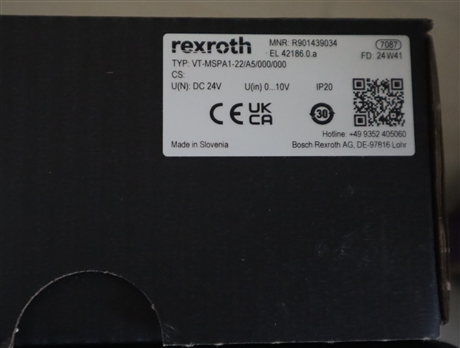 rexroth MNR: R901439034 7087
EL 42186.0.a FD: 24W41
TYP: VT-MSPA1-22/A5/000/000
CS:
U(N): DC 24V U(in) 0...10V IP20
CE UK CA 30
Hotline: +49 9352 405060
Made in Slovenia Bosch Rexroth AG, DE-97816 Lohr